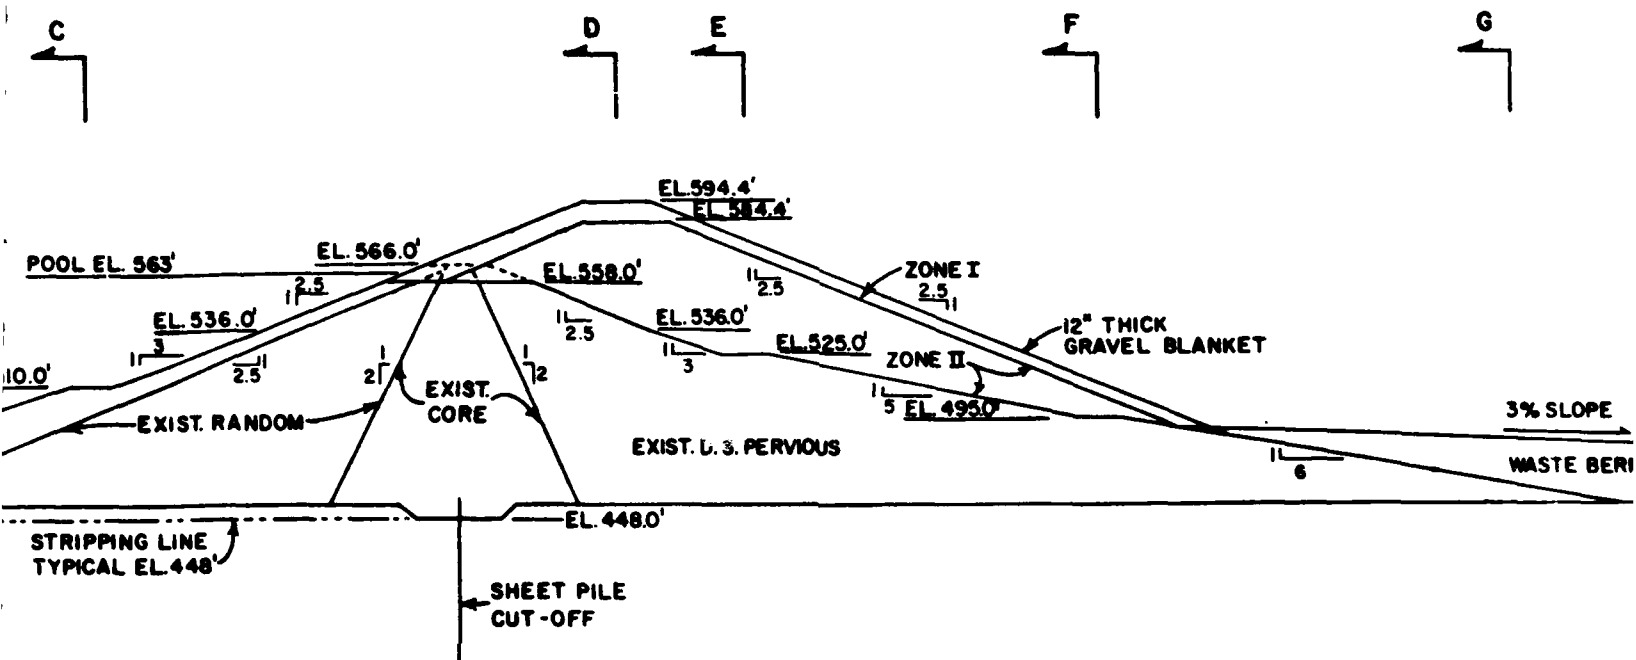 C
D
E
F
G
EL.594.4'
EL.584.4'
EL.566.0'
POOL EL. 563'
EL.558.0'
ZONE I
1
2.5
1
2.5
2.5
1
EL.536.0'
1
2.5
EL.536.0'
12" THICK
GRAVEL BLANKET
1
3
2.5
1
1
2
1
2
1
3
EL.525.0'
ZONE II
10.0'
EXIST.
CORE
1
5
EL.495.0'
3% SLOPE
EXIST. RANDOM
EXIST. D.S. PERVIOUS
1
6
WASTE BER
EL.448.0'
STRIPPING LINE
TYPICAL EL.448'
SHEET PILE
CUT-OFF